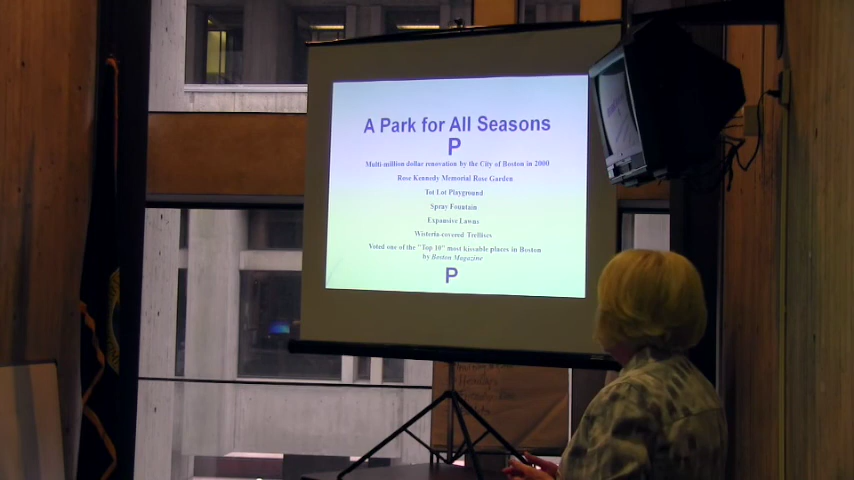 A Park for All Seasons
P
Multi-million dollar renovation by the City of Boston in 2000
Rose Kennedy Memorial Rose Garden
Tot Lot Playground
Spray Fountain
Expansive Lawns
Wisteria-covered Trellises
Voted one of the "Top 10" most kissable places in Boston
by Boston Magazine
P